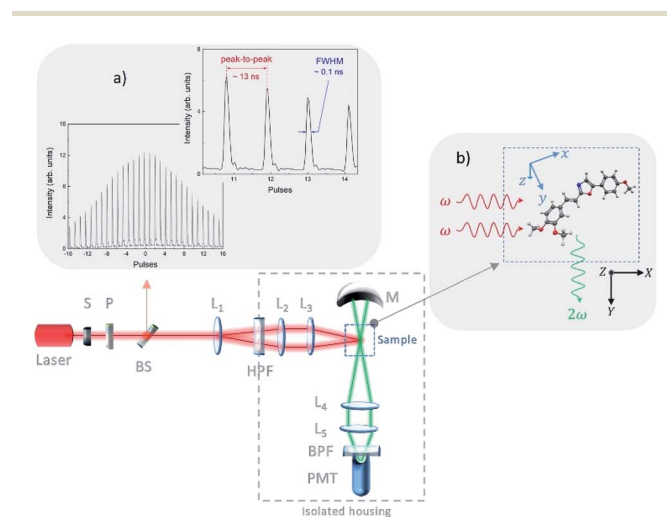 a)
peak-to-peak
~ 13 ns
FWHM
~ 0.1 ns
Intensity (arb. units)
8
6
4
2
0
11
12
13
14
Pulses
Intensity (arb. units)
16
12
8
4
0
-16
-12
-8
-4
0
4
8
12
16
Pulses
b)
x
z
y
ω
ω
2ω
Z
X
Y
Laser
S
P
BS
L1
HPF
L2
L3
M
Sample
L4
L5
BPF
PMT
Isolated housing